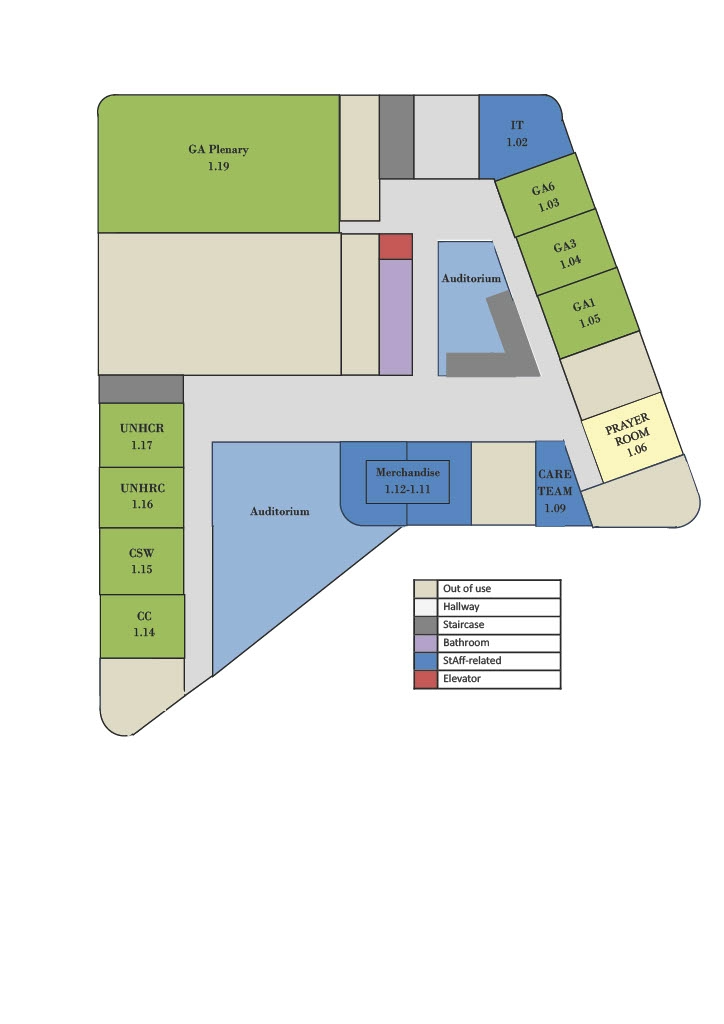 GA Plenary
1.19
IT
1.02
GA6
1.03
GA3
1.04
GA1
1.05
Auditorium
PRAYER
ROOM
1.06
UNHCR
1.17
UNHRC
1.16
CSW
1.15
CC
1.14
Auditorium
Merchandise
1.12-1.11
CARE
TEAM
1.09
Out of use
Hallway
Staircase
Bathroom
StAff-related
Elevator